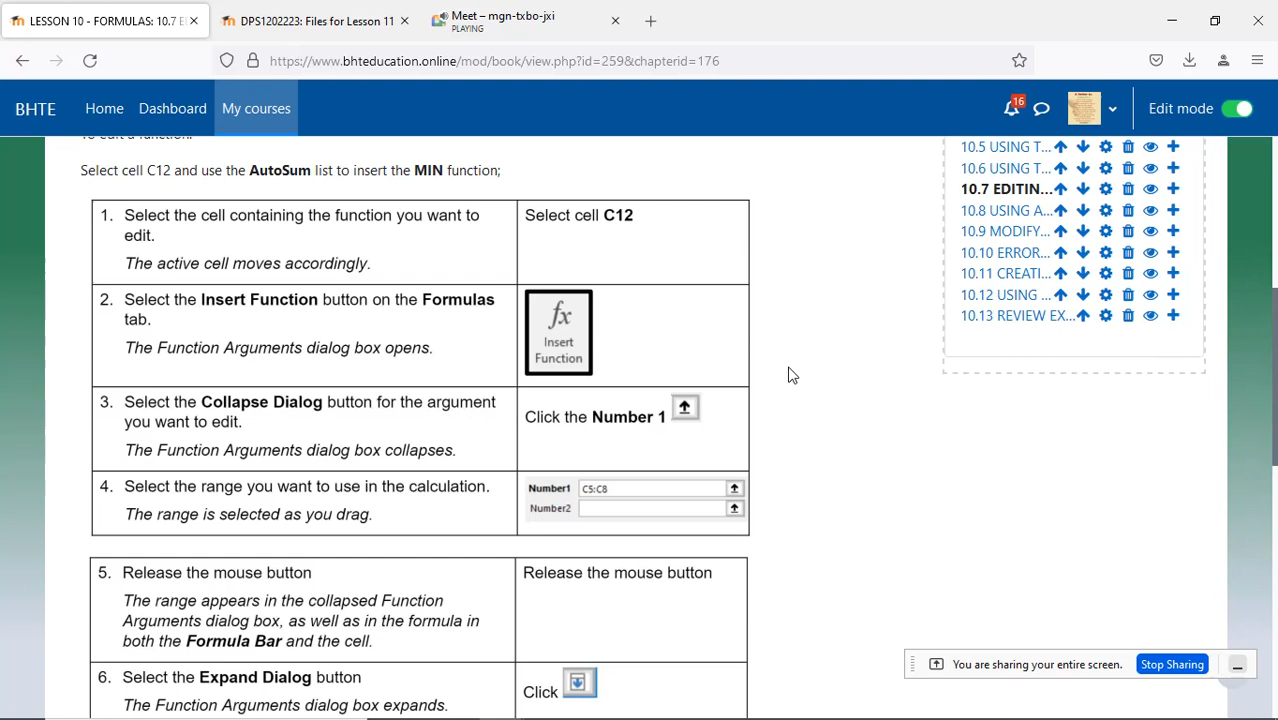 LESSON 10 - FORMULAS: 10.7 E
DPS1202223: Files for Lesson 11
Meet – mgn-txbo-jxi
PLAYING
https://www.bhteducation.online/mod/book/view.php?id=259&chapterid=176
BHTE
Home
Dashboard
My courses
16
Edit mode
To edit a function:
Select cell C12 and use the AutoSum list to insert the MIN function;
1. Select the cell containing the function you want to
edit.
The active cell moves accordingly.
Select cell C12
2. Select the Insert Function button on the Formulas
tab.
The Function Arguments dialog box opens.
fx
Insert
Function
3. Select the Collapse Dialog button for the argument
you want to edit.
The Function Arguments dialog box collapses.
Click the Number 1
4. Select the range you want to use in the calculation.
The range is selected as you drag.
Number1 C5:C8
Number2
5. Release the mouse button
The range appears in the collapsed Function
Arguments dialog box, as well as in the formula in
both the Formula Bar and the cell.
Release the mouse button
6. Select the Expand Dialog button
The Function Arguments dialog box expands.
Click
10.5 USING T...
10.6 USING T...
10.7 EDITIN...
10.8 USING A...
10.9 MODIFY...
10.10 ERROR...
10.11 CREATI...
10.12 USING ...
10.13 REVIEW EX...
You are sharing your entire screen.
Stop Sharing